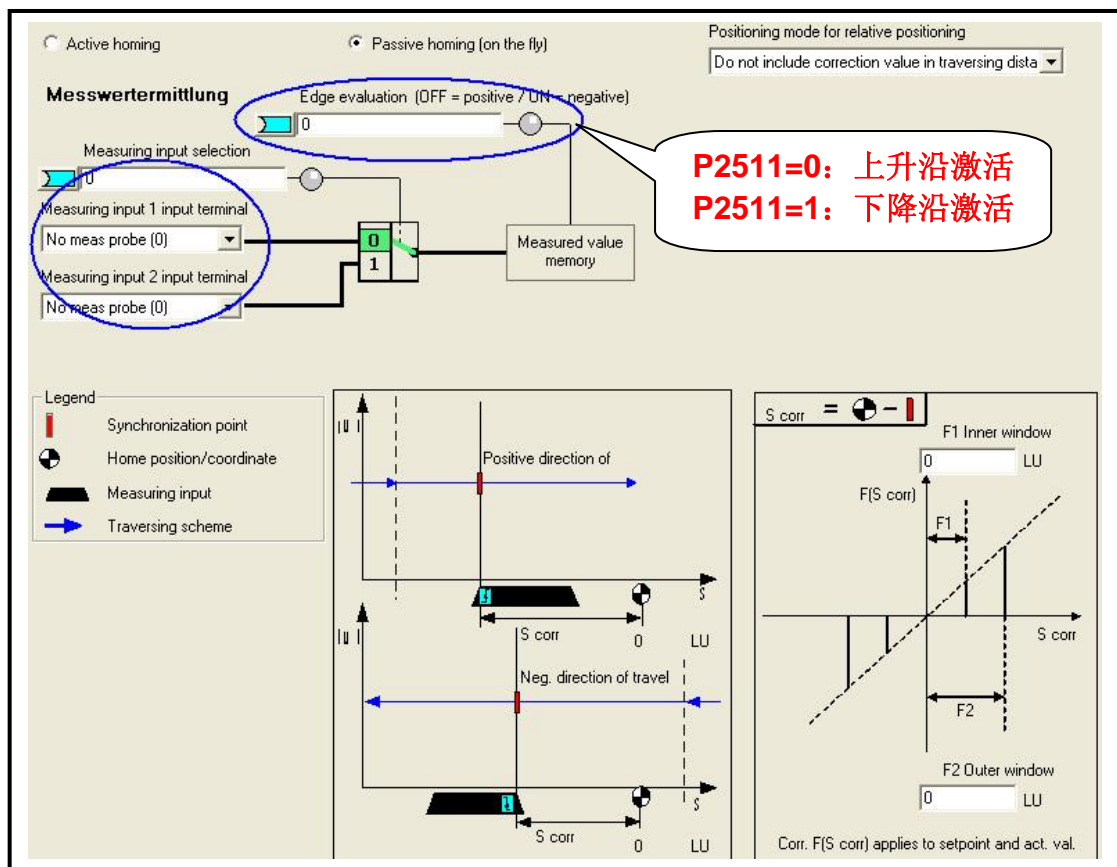 Active homing
Passive homing (on the fly)
Positioning mode for relative positioning
Do not include correction value in traversing dista
Messwertermittlung
Edge evaluation (OFF = positive / ON = negative)
0
Measuring input selection
0
P2511=0：上升沿激活
P2511=1：下降沿激活
Measuring input 1 input terminal
No meas probe (0)
0
1
Measured value
memory
Measuring input 2 input terminal
No meas probe (0)
Legend
Synchronization point
Home position/coordinate
Measuring input
Traversing scheme
Positive direction of
S
S corr
0
LU
Neg. direction of travel
S
S corr
0
LU
S corr = -
F1 Inner window
0
LU
F(S corr)
F1
S corr
F2
F2 Outer window
0
LU
Corr. F(S corr) applies to setpoint and act. val.